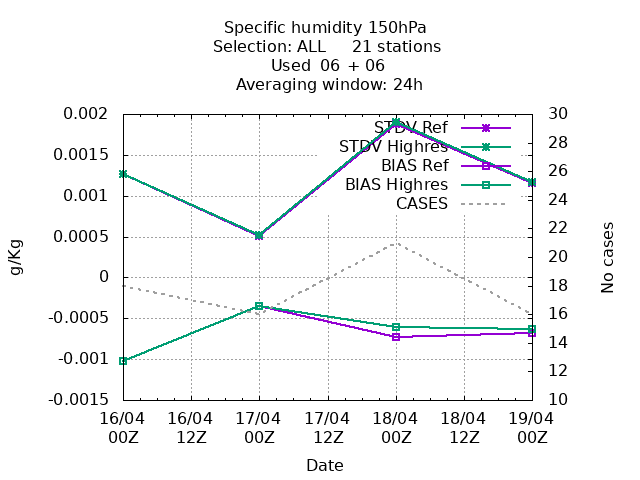 Specific humidity 150hPa
Selection: ALL 21 stations
Used 06 + 06
Averaging window: 24h
0.002
0.0015
0.001
0.0005
0
-0.0005
-0.001
-0.0015
g/Kg
30
28
26
24
22
20
18
16
14
12
10
No cases
STDV Ref
STDV Highres
BIAS Ref
BIAS Highres
CASES
16/04 16/04 17/04 17/04 18/04 18/04 19/04
00Z 12Z 00Z 12Z 00Z 12Z 00Z
Date